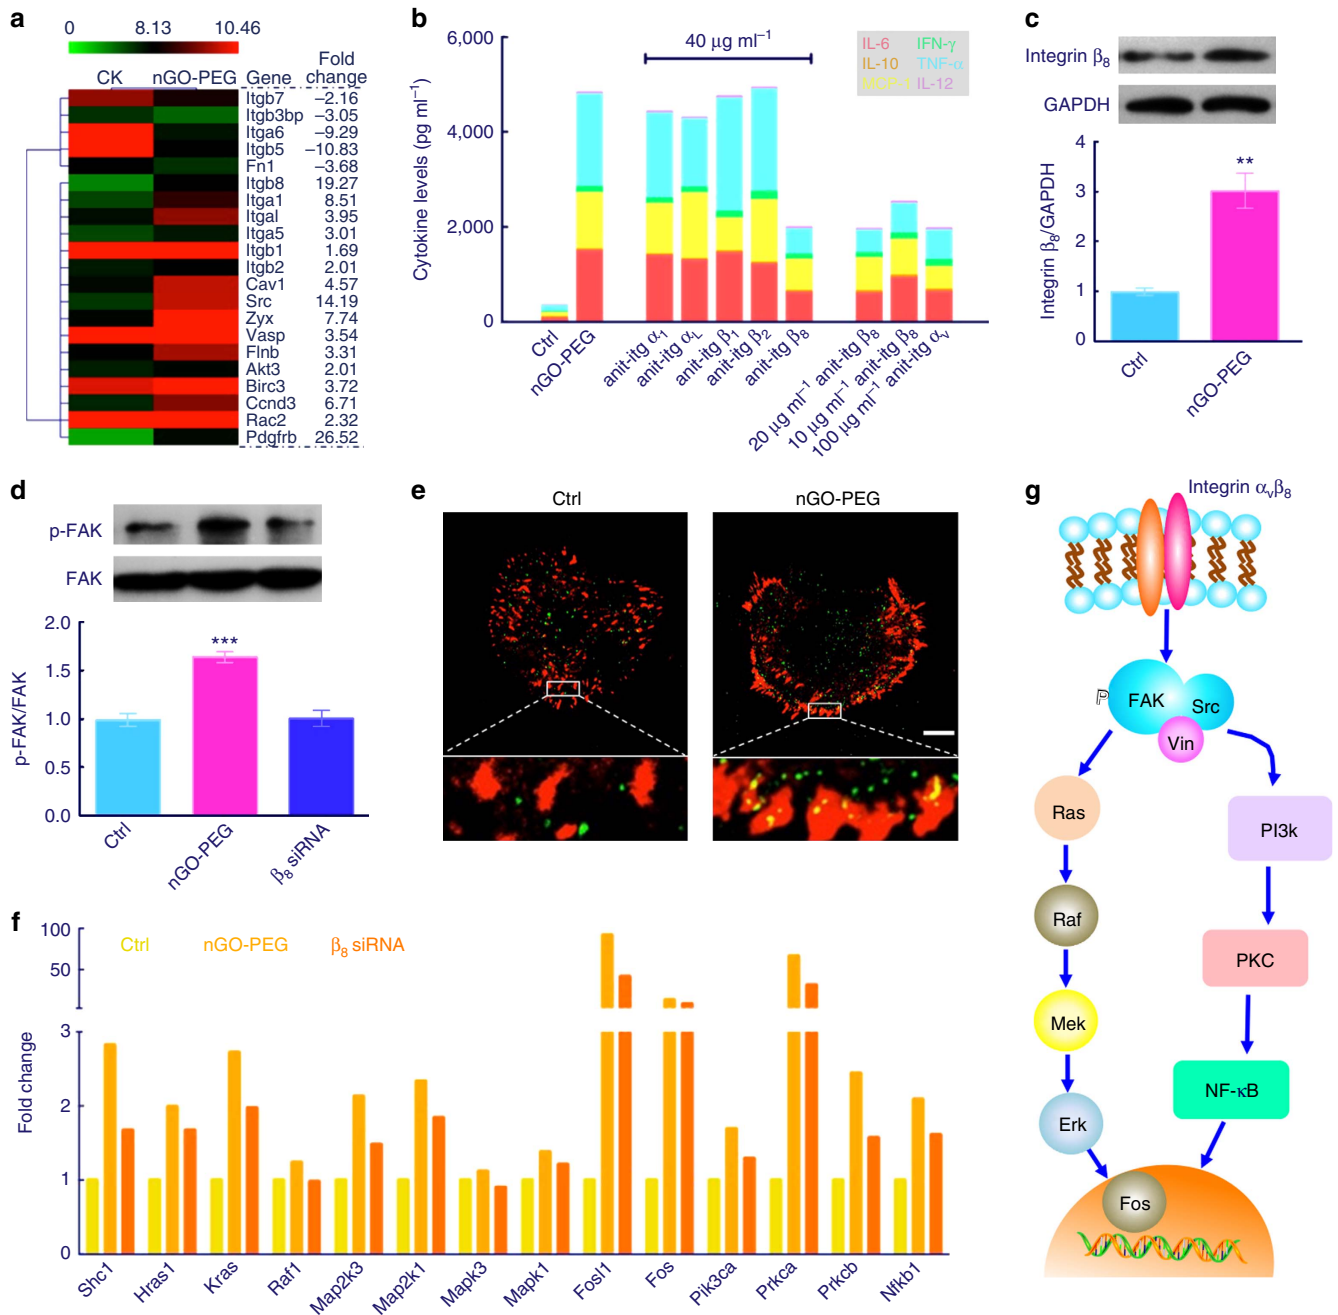 a
0 8.13 10.46
CK nGO-PEG Gene Fold change
Itgb7 –2.16
Itgb3bp –3.05
Itga6 –9.29
Itgb5 –10.83
Fn1 –3.68
Itgb8 19.27
Itga1 8.51
Itgal 3.95
Itga5 3.01
Itgb1 1.69
Itgb2 2.01
Cav1 4.57
Src 14.19
Zyx 7.74
Vasp 3.54
Flnb 3.31
Akt3 2.01
Birc3 3.72
Ccnd3 6.71
Rac2 2.32
Pdgfrb 26.52
b
Cytokine levels (pg ml⁻¹)
6,000
4,000
2,000
0
40 μg ml⁻¹
IL-6 IFN-γ
IL-10 TNF-α
MCP-1 IL-12
Ctrl
nGO-PEG
anit-itg α₁
anit-itg α_L
anit-itg β₁
anit-itg β₂
anit-itg β₈
20 μg ml⁻¹ anit-itg β₈
10 μg ml⁻¹ anit-itg β₈
100 μg ml⁻¹ anit-itg αᵥ
c
Integrin β₈
GAPDH
Integrin β₈/GAPDH
4
3
2
1
0
**
Ctrl
nGO-PEG
d
p-FAK
FAK
p-FAK/FAK
2.0
1.5
1.0
0.5
0.0
***
Ctrl
nGO-PEG
β₈ siRNA
e
Ctrl nGO-PEG
f
Ctrl nGO-PEG β₈ siRNA
Fold change
100
50
3
2
1
0
Shc1
Hras1
Kras
Raf1
Map2k3
Map2k1
Mapk3
Mapk1
Fosl1
Fos
Pik3ca
Prkca
Prkcb
Nfkb1
g
Integrin αᵥβ₈
P FAK Src
Vin
Ras
Raf
Mek
Erk
PI3k
PKC
NF-κB
Fos